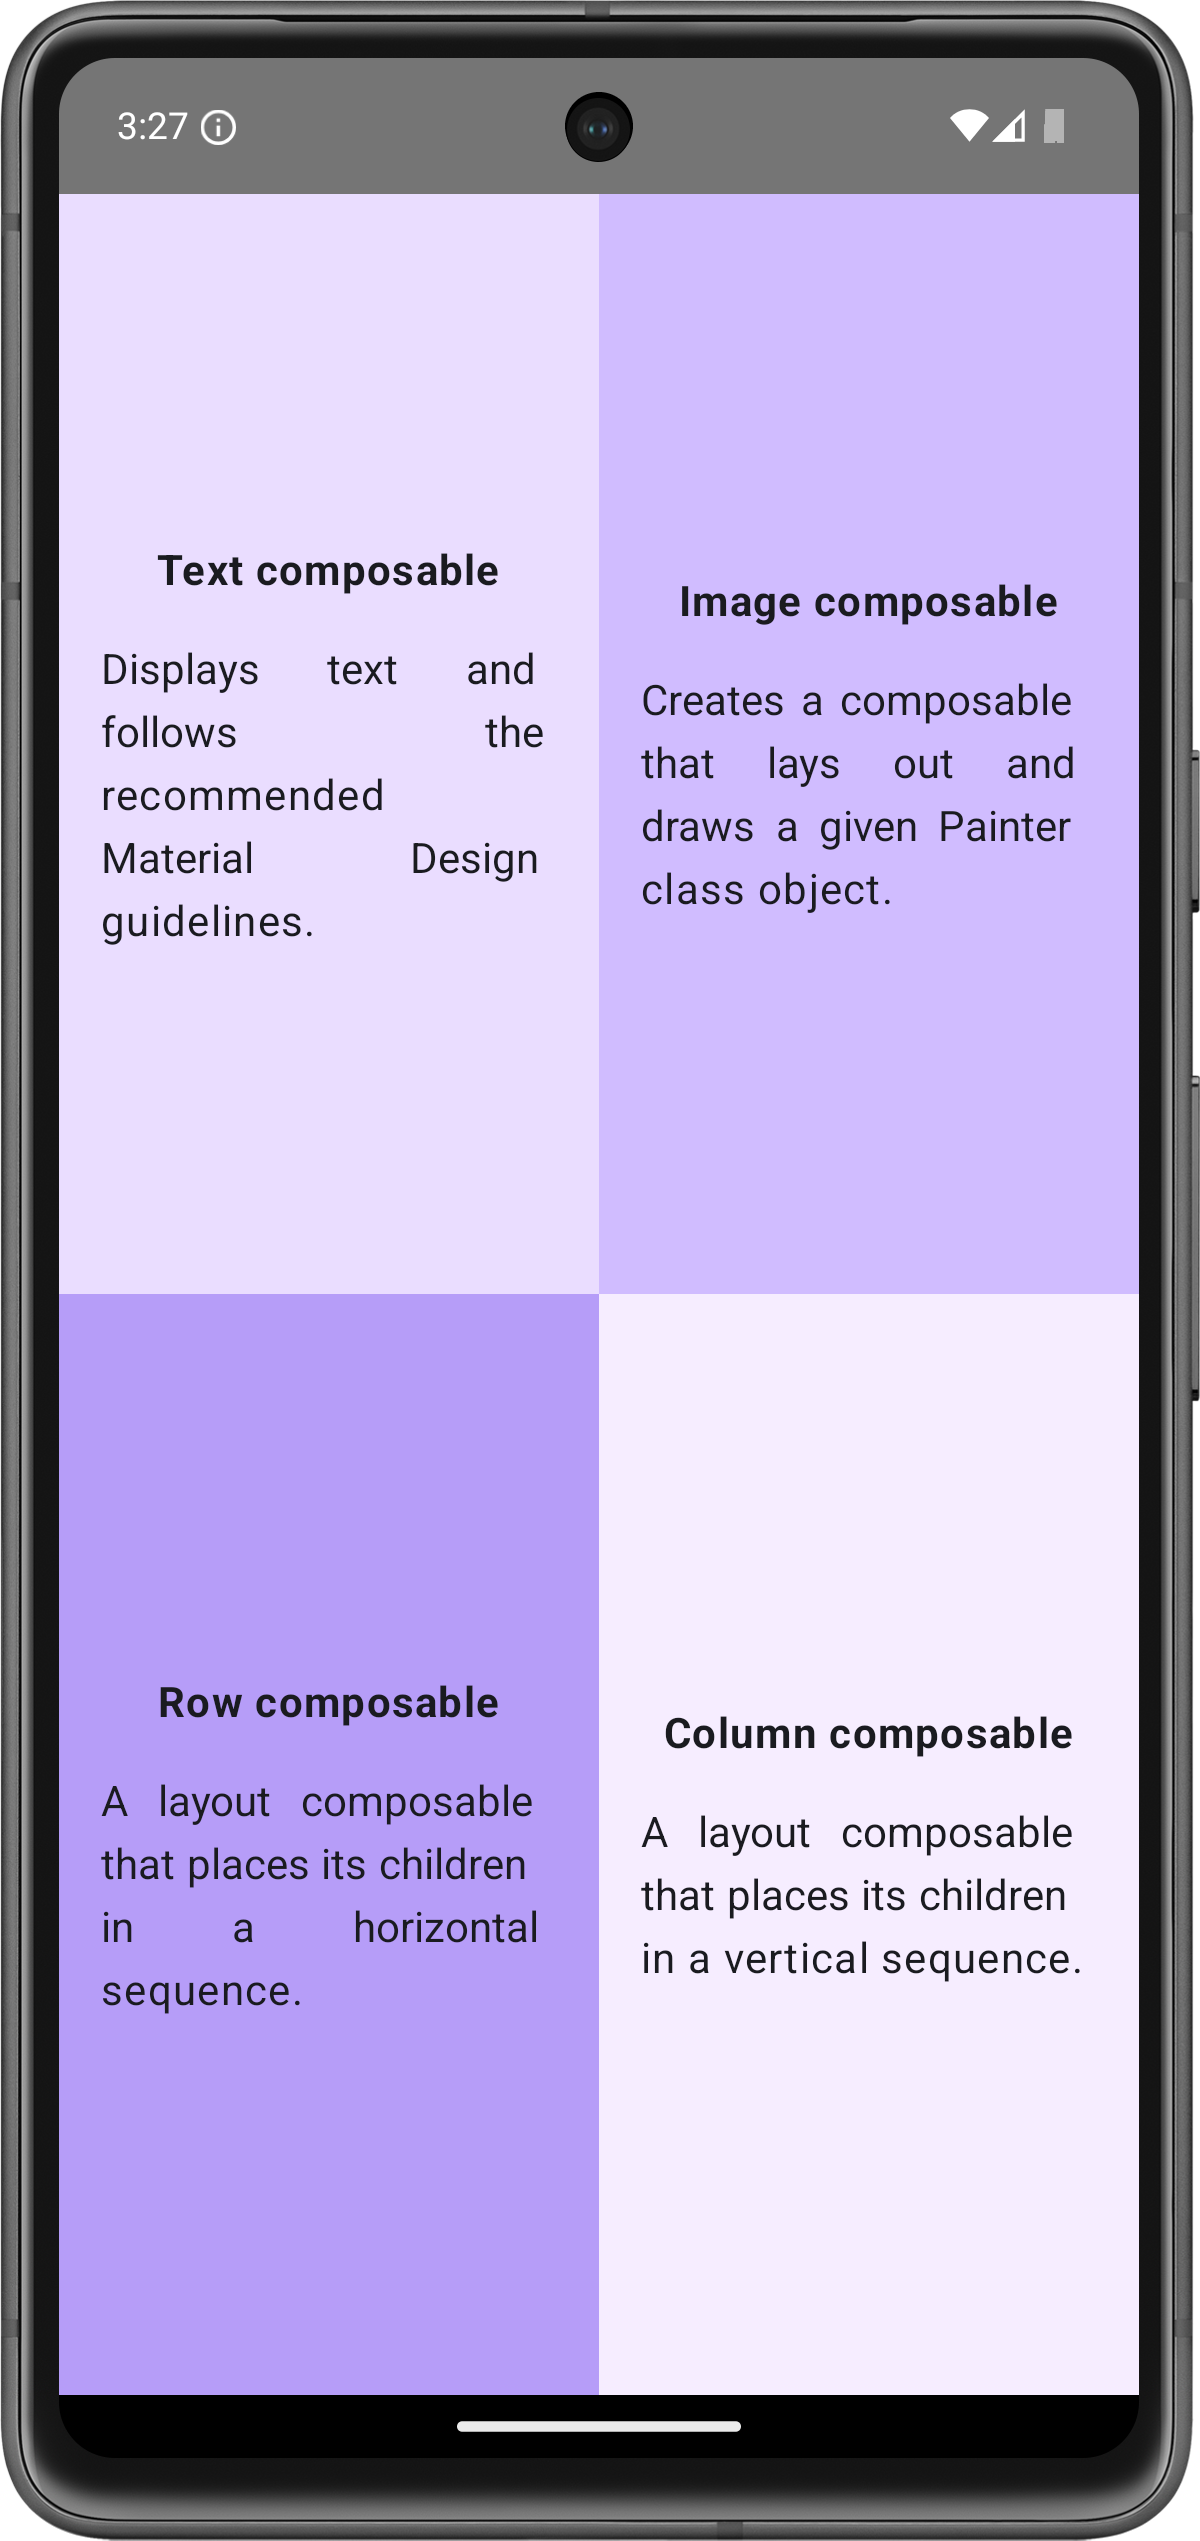 3:27
Text composable
Displays text and
follows the
recommended
Material Design
guidelines.
Image composable
Creates a composable
that lays out and
draws a given Painter
class object.
Row composable
A layout composable
that places its children
in a horizontal
sequence.
Column composable
A layout composable
that places its children
in a vertical sequence.